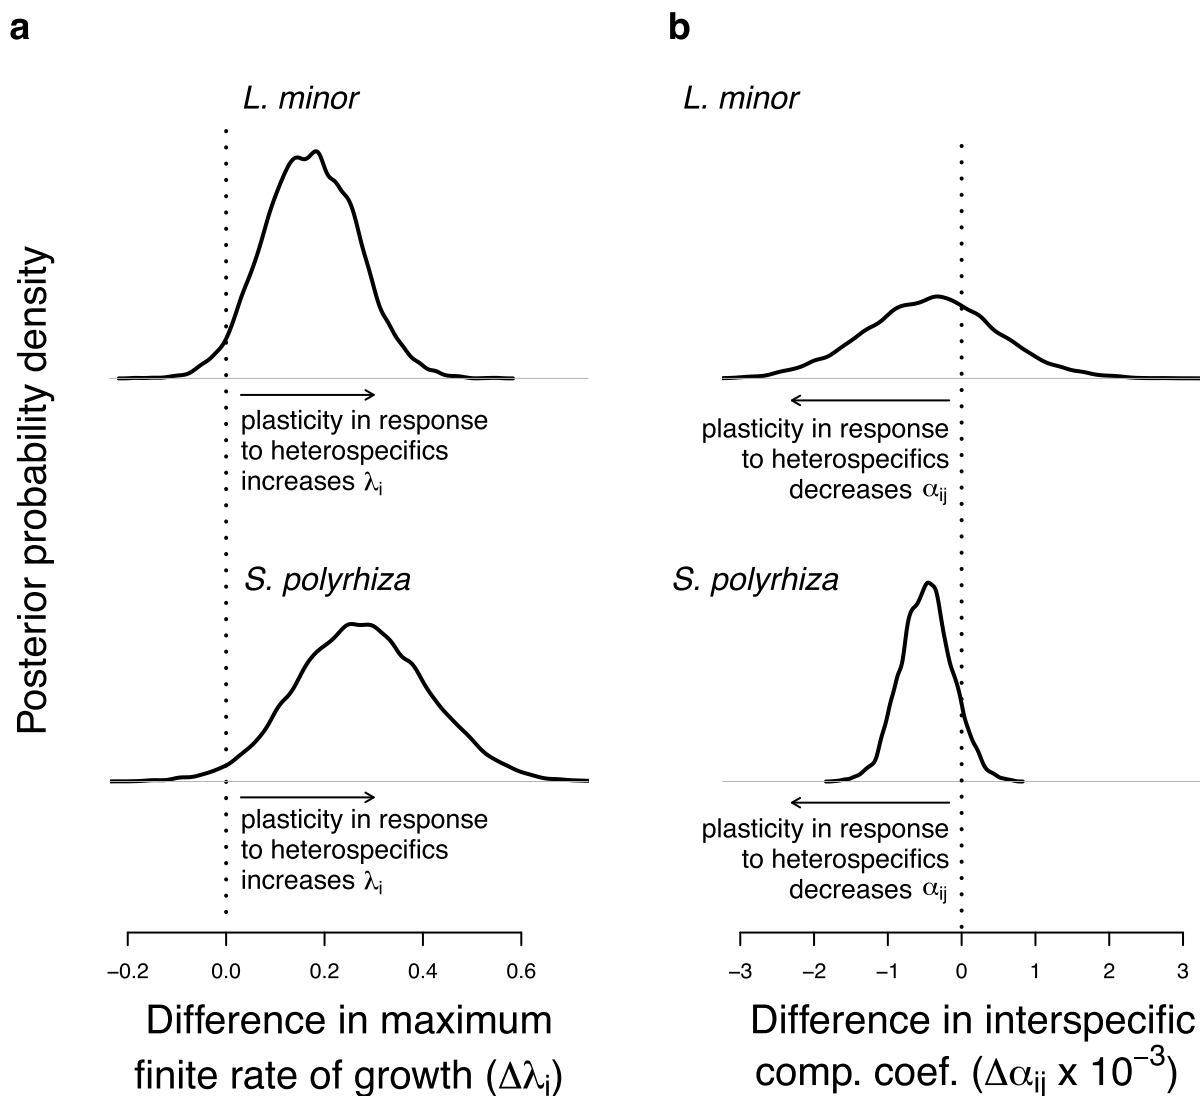 a
b
L. minor
L. minor
Posterior probability density
plasticity in response
to heterospecifics
increases λi
plasticity in response
to heterospecifics
decreases αij
S. polyrhiza
S. polyrhiza
plasticity in response
to heterospecifics
increases λi
plasticity in response
to heterospecifics
decreases αij
−0.2 0.0 0.2 0.4 0.6
−3 −2 −1 0 1 2 3
Difference in maximum
finite rate of growth (Δλi)
Difference in interspecific
comp. coef. (Δαij x 10−3)